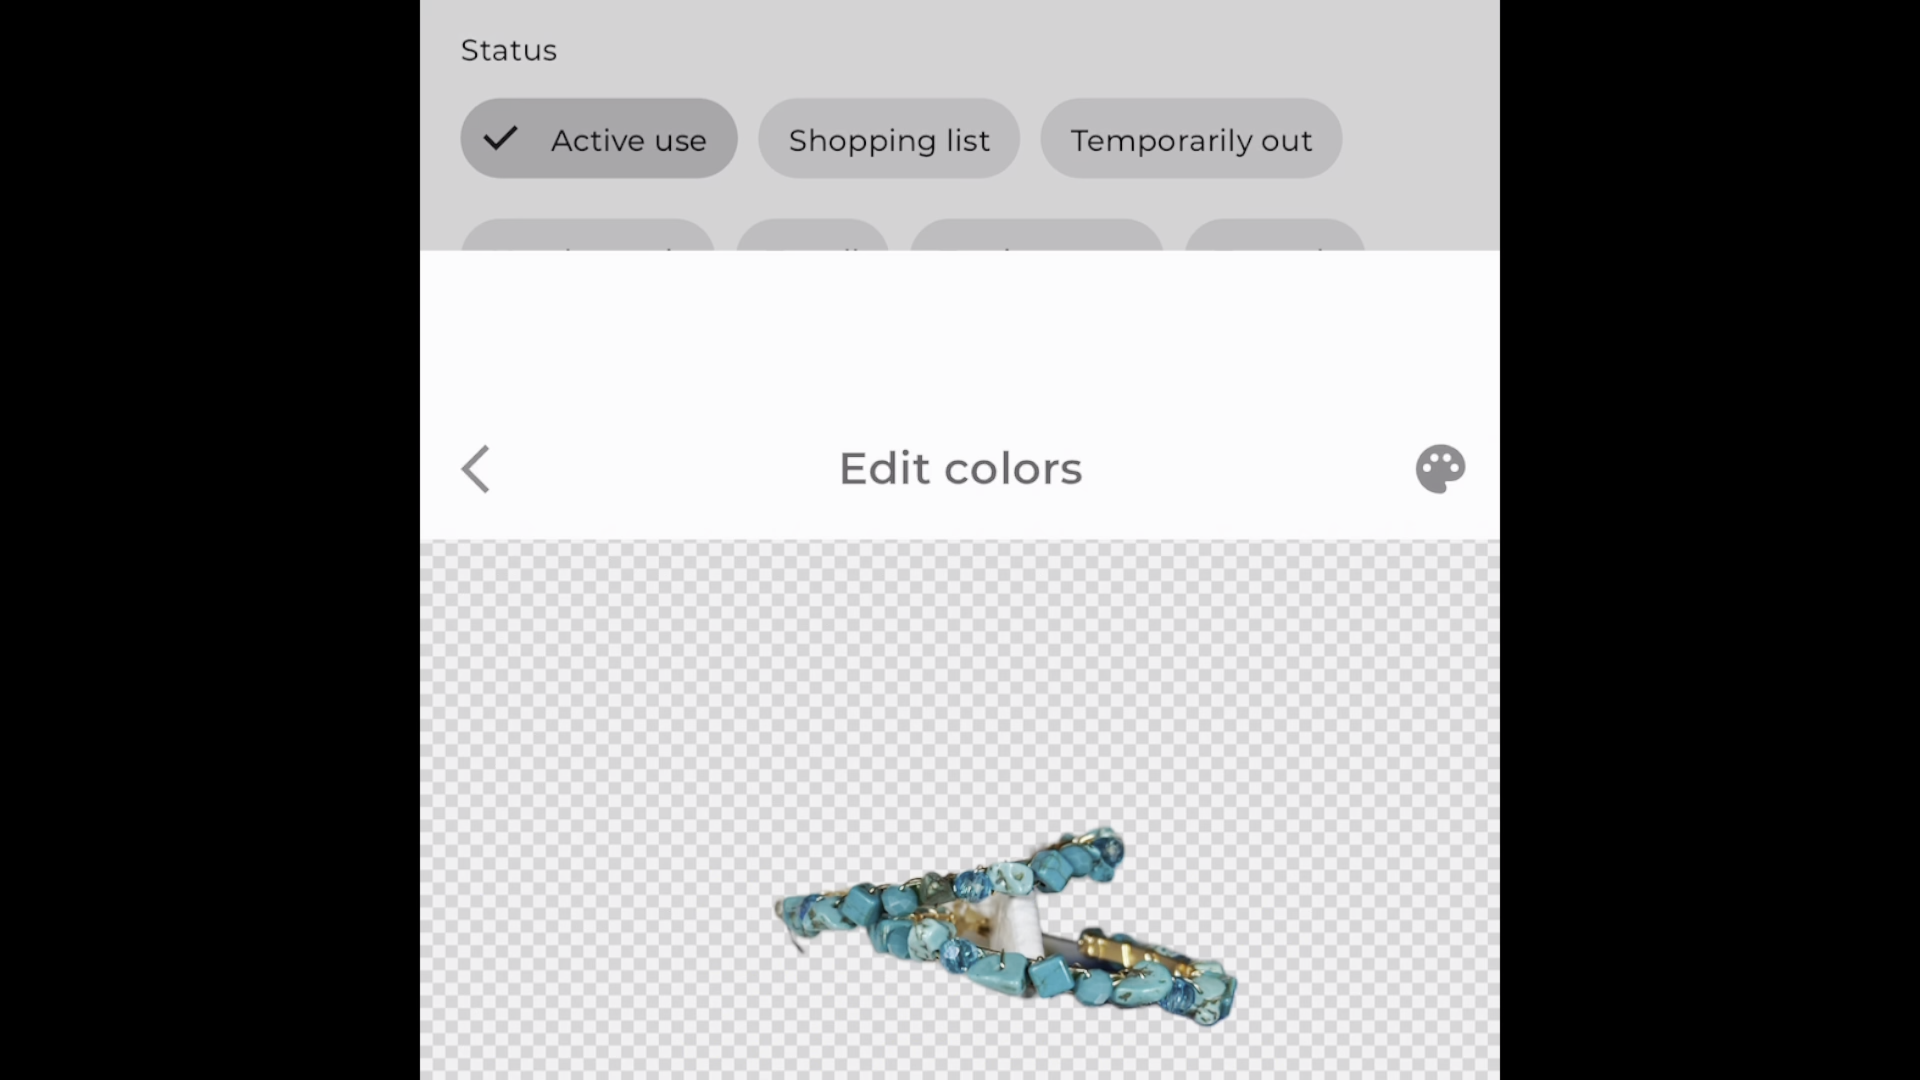 Status
Active use
Shopping list
Temporarily out
Edit colors